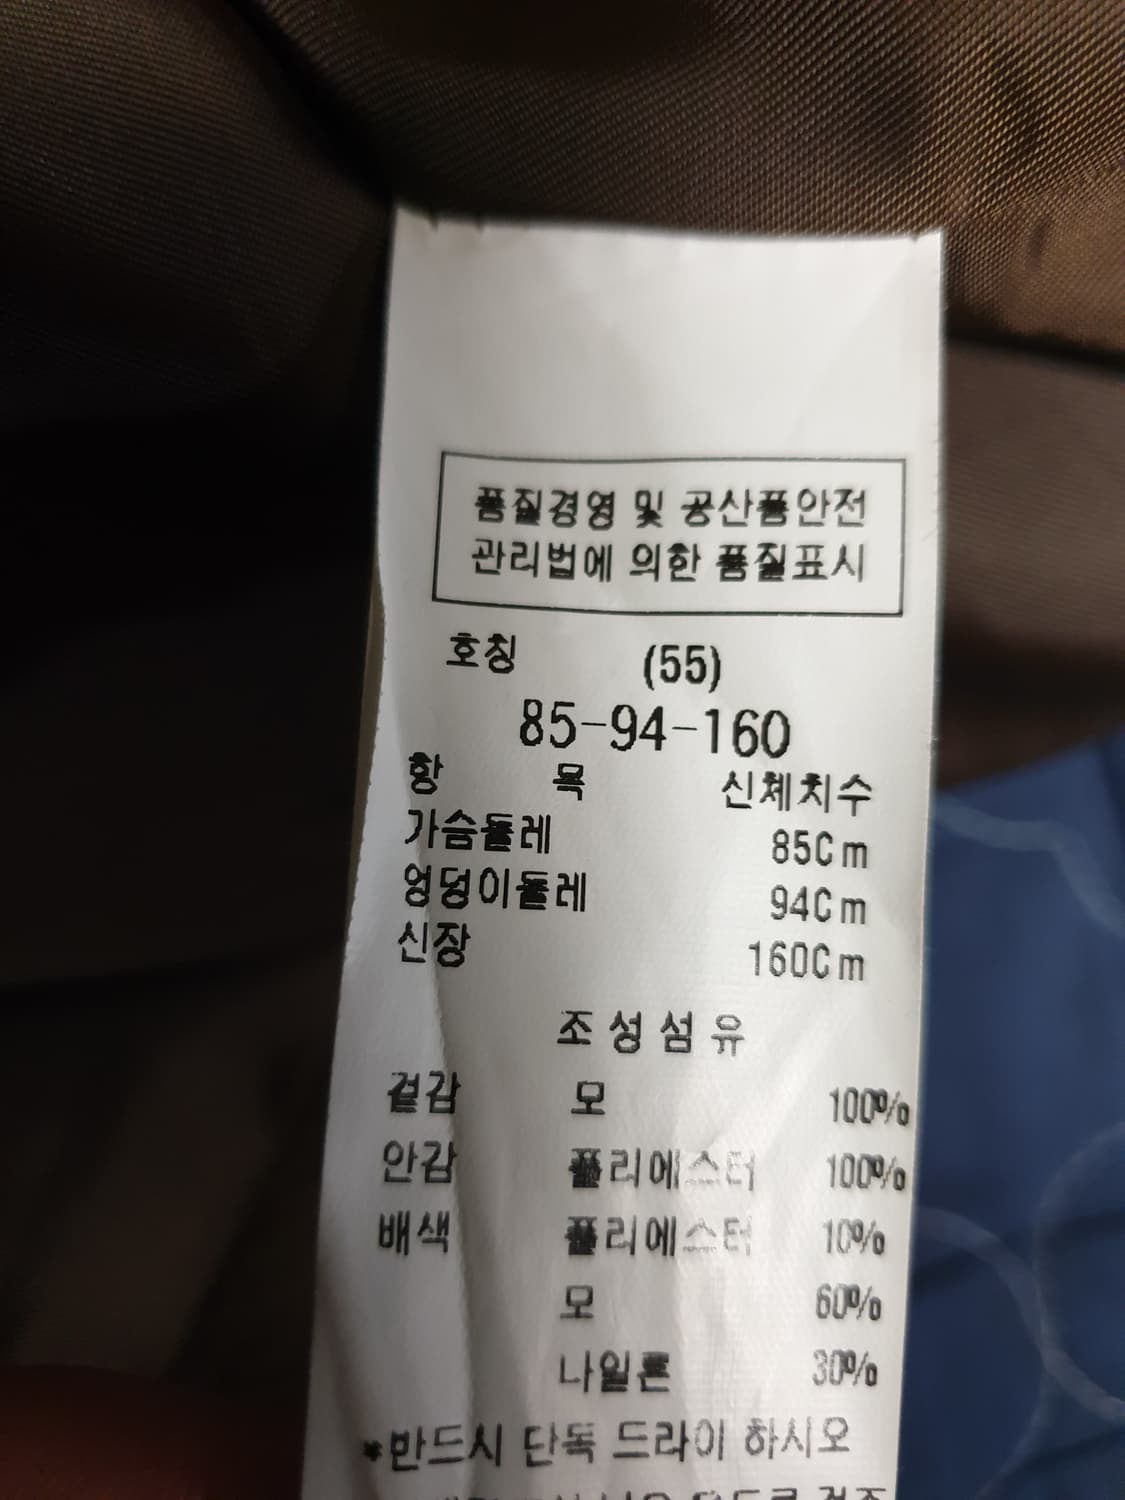 품질경영 및 공산품안전
관리법에 의한 품질표시
호칭 (55)
85-94-160
항 목 신체치수
가슴둘레 85Cm
엉덩이둘레 94Cm
신장 160Cm
조성섬유
겉감 모 100%
안감 폴리에스터 100%
배색 폴리에스터 10%
모 60%
나일론 30%
*반드시 단독 드라이 하시오